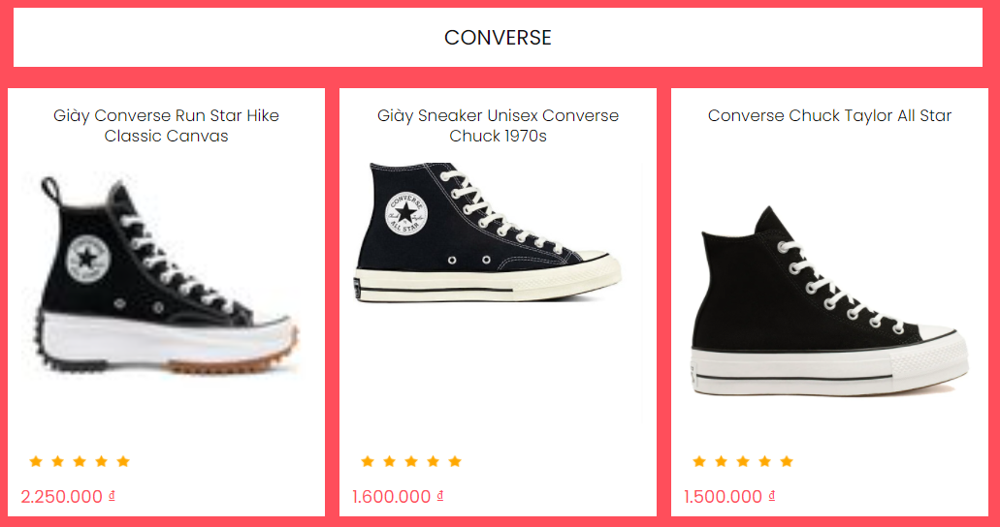 CONVERSE
Giày Converse Run Star Hike
Classic Canvas
Giày Sneaker Unisex Converse
Chuck 1970s
Converse Chuck Taylor All Star
CONVERSE
ALL STAR
2.250.000 ₫
1.600.000 ₫
1.500.000 ₫